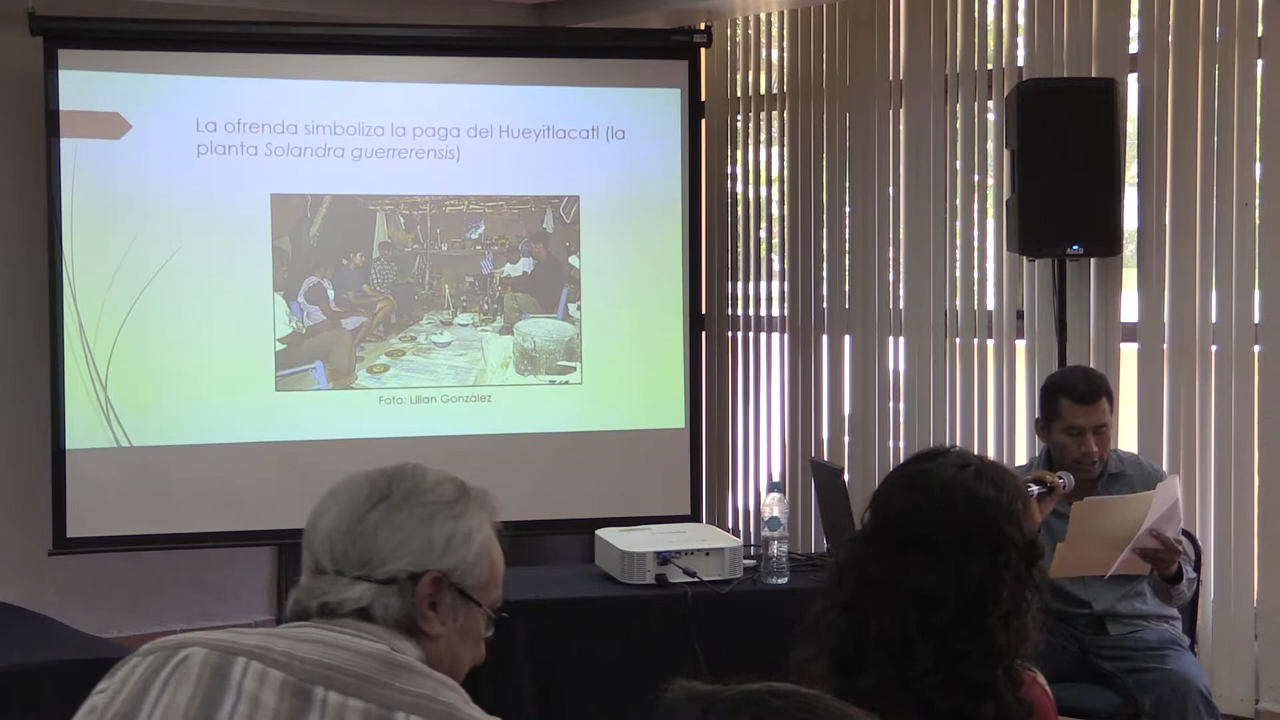 La ofrenda simboliza la paga del Hueyitlacatl (la
planta Solandra guerrerensis)
Foto: Lilian González